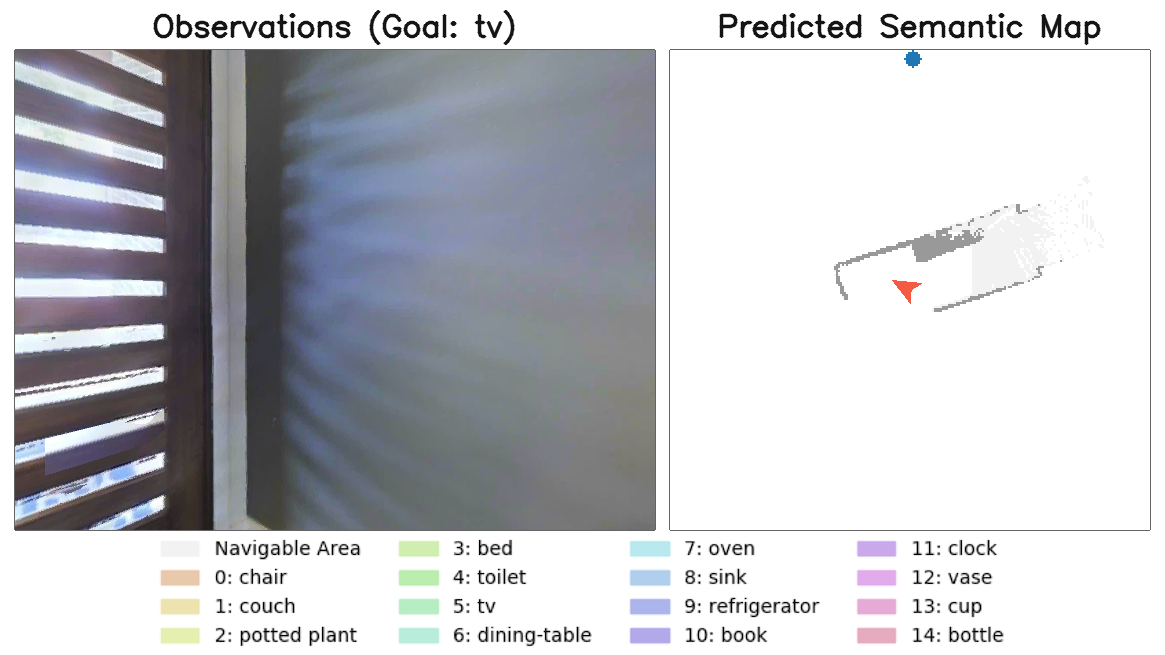 Observations (Goal: tv)
Predicted Semantic Map
Navigable Area
0: chair
1: couch
2: potted plant
3: bed
4: toilet
5: tv
6: dining-table
7: oven
8: sink
9: refrigerator
10: book
11: clock
12: vase
13: cup
14: bottle